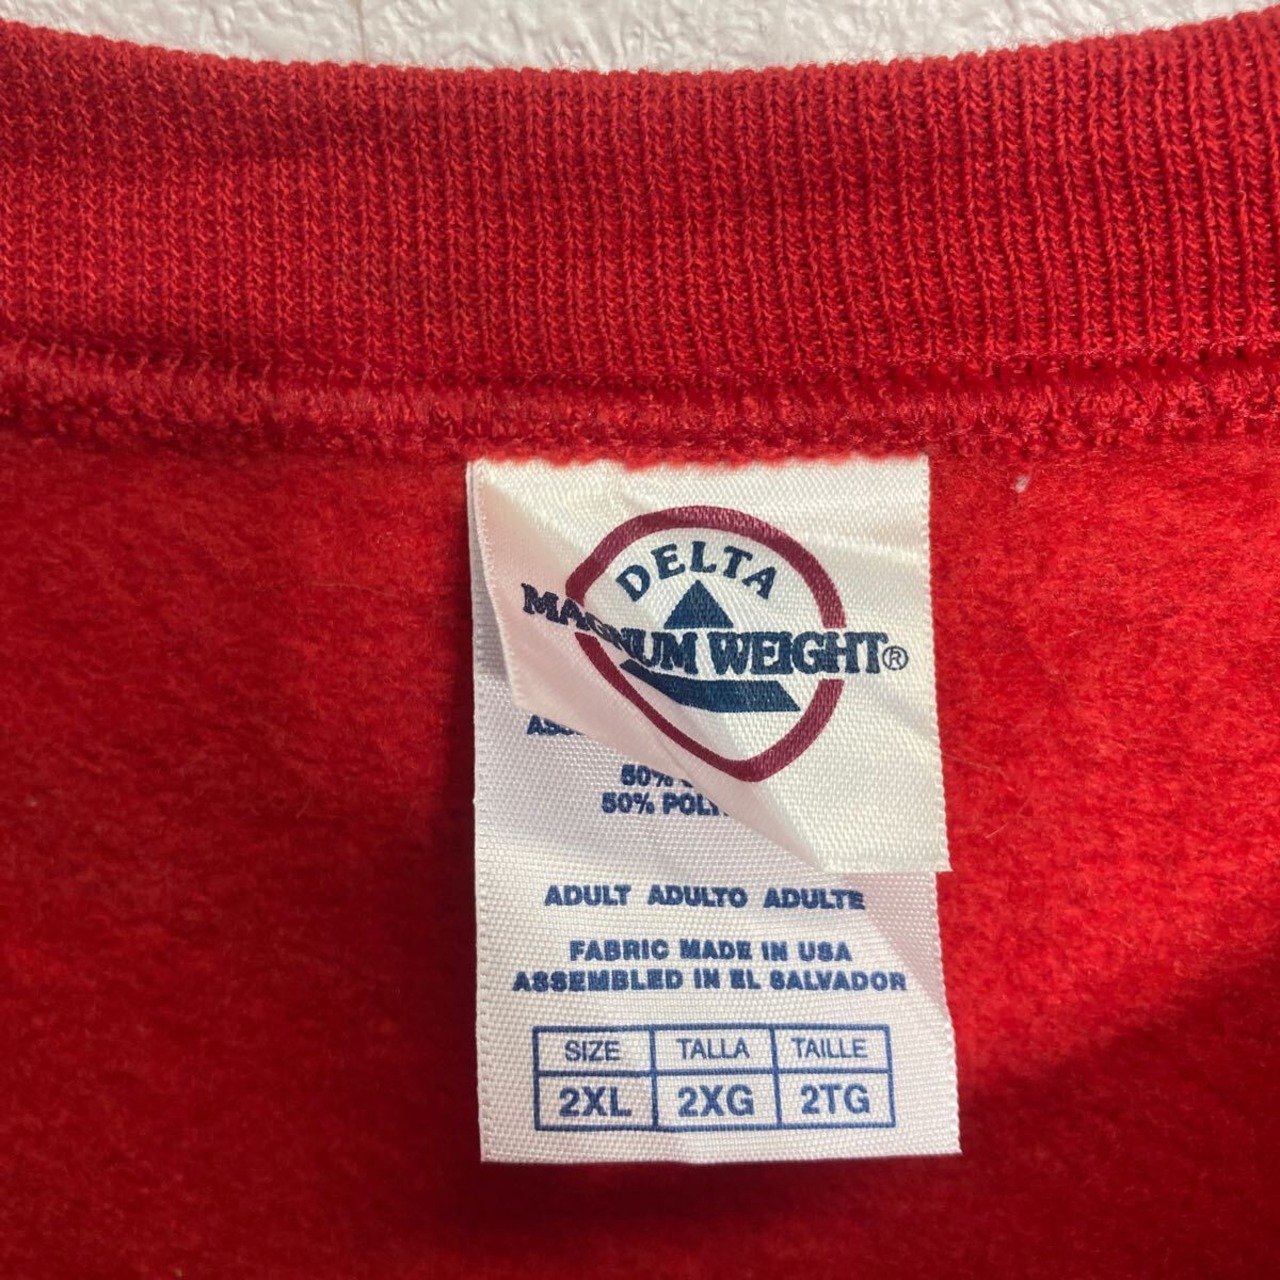 DELTA
MAGNUM WEIGHT®
50%
50%
ADULT ADULTO ADULTE
FABRIC MADE IN USA
ASSEMBLED IN EL SALVADOR
SIZE TALLA TAILLE
2XL 2XG 2TG